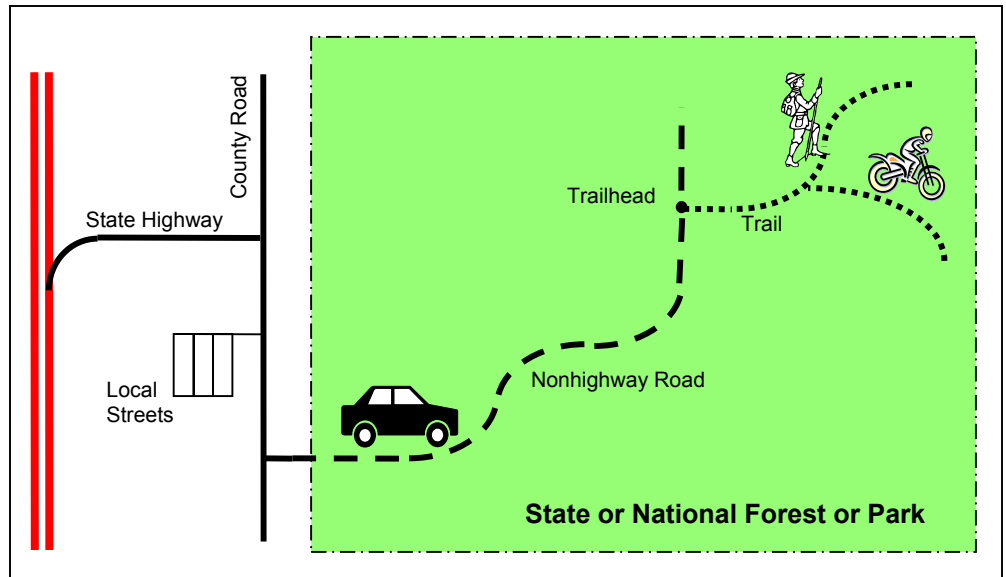 County Road
State Highway
Local
Streets
Trailhead
Trail
Nonhighway Road
State or National Forest or Park